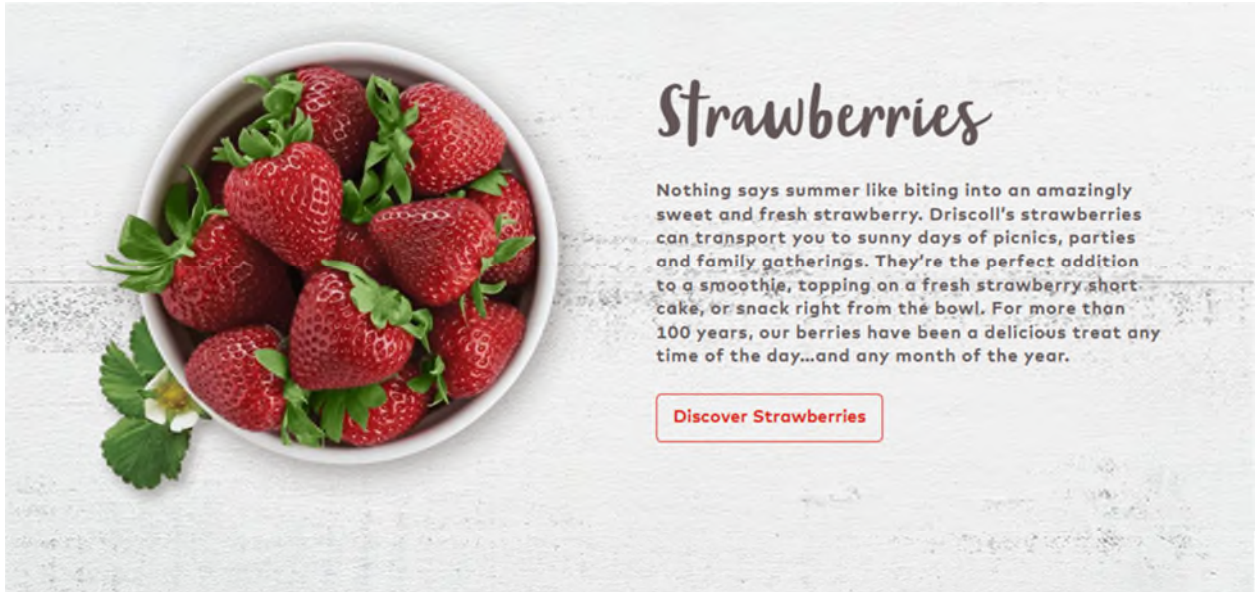 Strawberries
Nothing says summer like biting into an amazingly
sweet and fresh strawberry. Driscoll's strawberries
can transport you to sunny days of picnics, parties
and family gatherings. They're the perfect addition
to a smoothie, topping on a fresh strawberry short
cake, or snack right from the bowl. For more than
100 years, our berries have been a delicious treat any
time of the day...and any month of the year.
Discover Strawberries